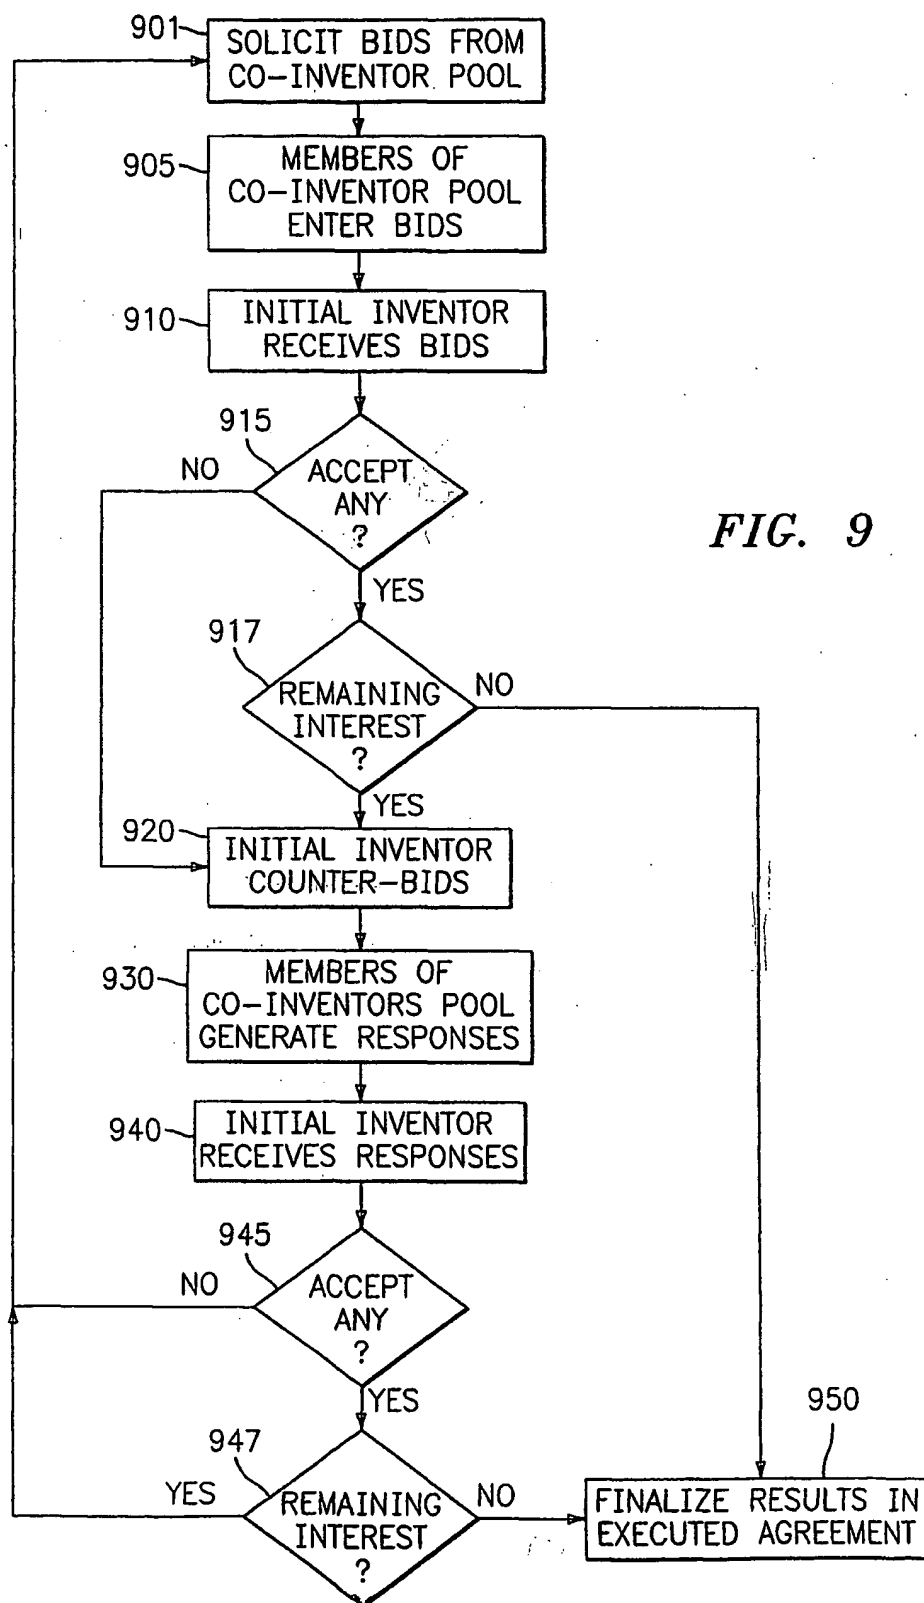 901
SOLICIT BIDS FROM
CO-INVENTOR POOL
905
MEMBERS OF
CO-INVENTOR POOL
ENTER BIDS
910
INITIAL INVENTOR
RECEIVES BIDS
915
NO
ACCEPT
ANY
?
FIG. 9
YES
917
REMAINING
INTEREST
?
NO
YES
920
INITIAL INVENTOR
COUNTER-BIDS
930
MEMBERS OF
CO-INVENTORS POOL
GENERATE RESPONSES
940
INITIAL INVENTOR
RECEIVES RESPONSES
945
NO
ACCEPT
ANY
?
YES
947
YES
REMAINING
INTEREST
?
NO
950
FINALIZE RESULTS IN
EXECUTED AGREEMENT